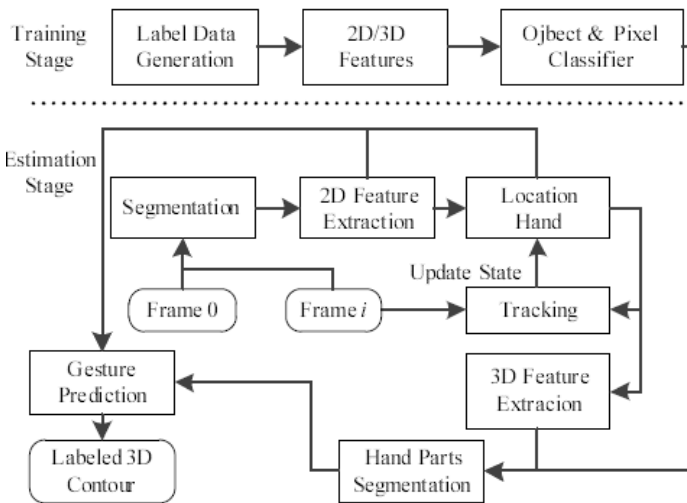 Training
Stage
Label Data
Generation
2D/3D
Features
Ojbect & Pixel
Classifier
Estimation
Stage
Segmentation
2D Feature
Extraction
Location
Hand
Update State
Frame 0
Frame i
Tracking
Gesture
Prediction
3D Feature
Extracion
Labeled 3D
Contour
Hand Parts
Segmentation